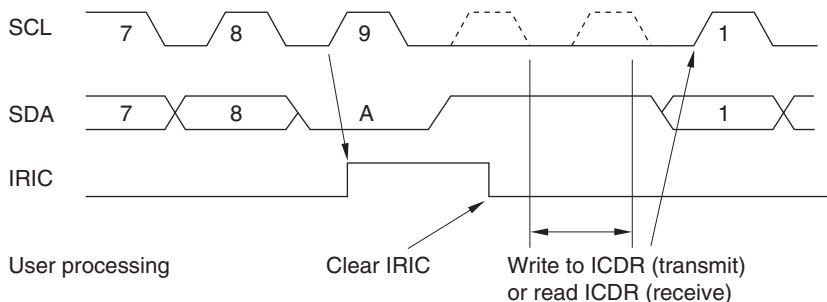 SCL 7 8 9 1
SDA 7 8 A 1
IRIC
User processing Clear IRIC Write to ICDR (transmit)
or read ICDR (receive)